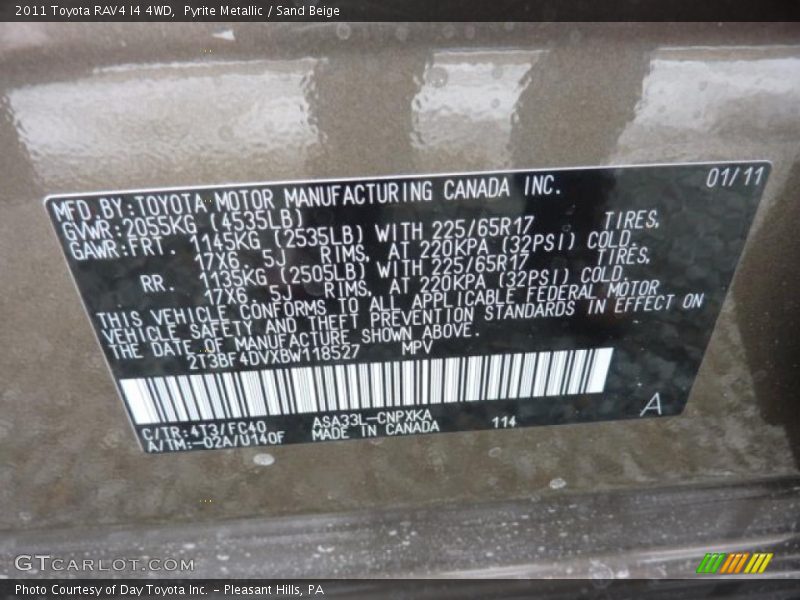 2011 Toyota RAV4 I4 4WD, Pyrite Metallic / Sand Beige
01/11
MFD.BY:TOYOTA MOTOR MANUFACTURING CANADA INC.
GVWR:2055KG (4535LB)
GAWR:FRT. 1145KG (2535LB) WITH 225/65R17 TIRES,
17X6 5J RIMS, AT 220KPA (32PSI) COLD.
RR. 1135KG (2505LB) WITH 225/65R17 TIRES,
17X6 5J RIMS, AT 220KPA (32PSI) COLD.
THIS VEHICLE CONFORMS TO ALL APPLICABLE FEDERAL MOTOR
VEHICLE SAFETY AND THEFT PREVENTION STANDARDS IN EFFECT ON
THE DATE OF MANUFACTURE SHOWN ABOVE.
2T3BF4DVXBW118527 MPV
A
C/TR:4T3/FC40 ASA33L-CNPXKA 114
A/TM:-02A/U140F MADE IN CANADA
GTCARLOT.COM
Photo Courtesy of Day Toyota Inc. - Pleasant Hills, PA